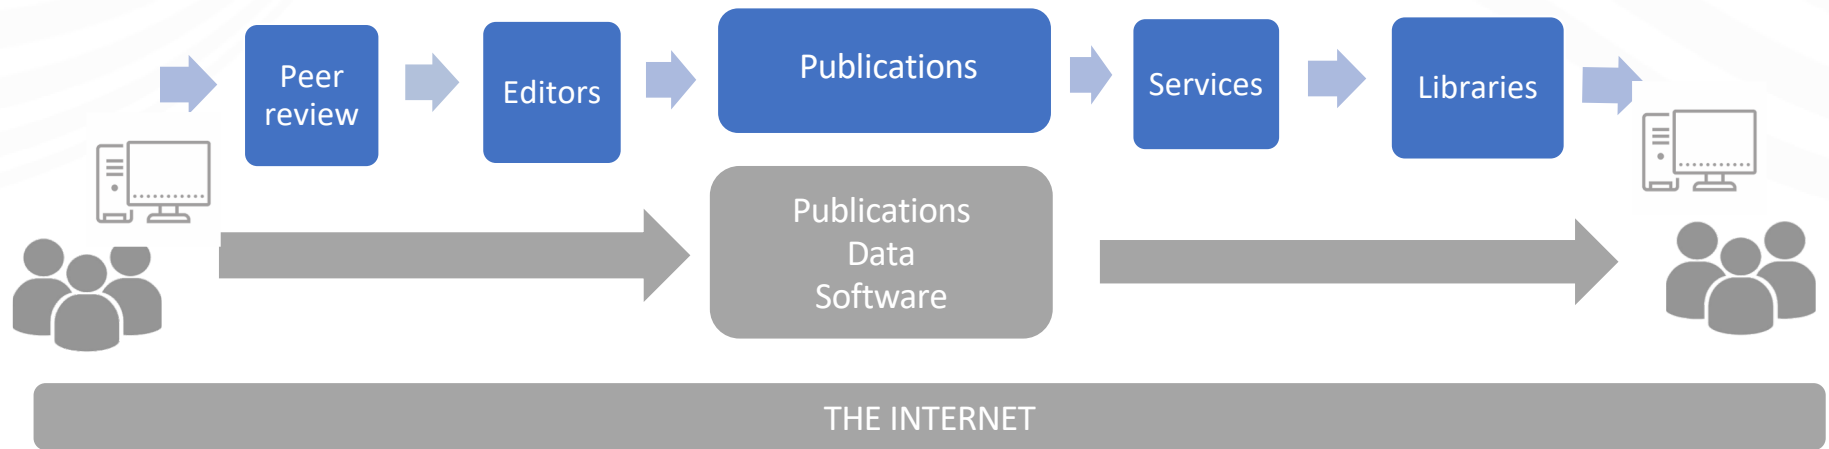 Peer
review
Editors
Publications
Services
Libraries
Publications
Data
Software
THE INTERNET